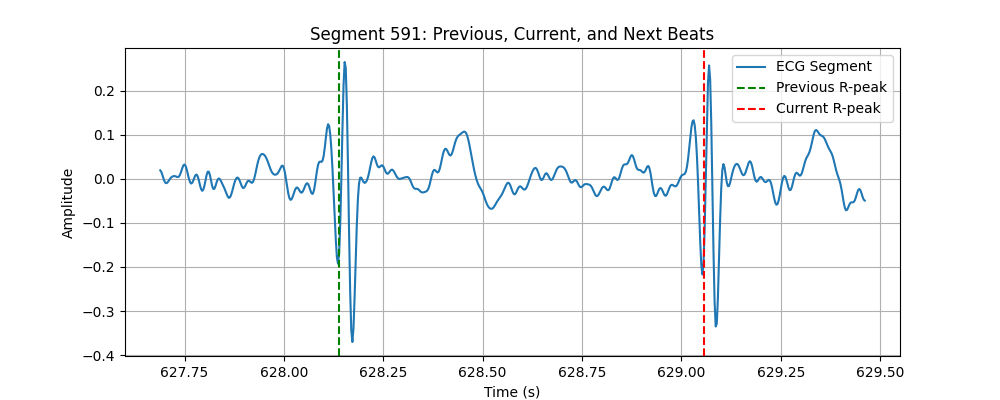 Segment 591: Previous, Current, and Next Beats
ECG Segment
Previous R-peak
Current R-peak
Amplitude
0.2
0.1
0.0
−0.1
−0.2
−0.3
−0.4
627.75 628.00 628.25 628.50 628.75 629.00 629.25 629.50
Time (s)